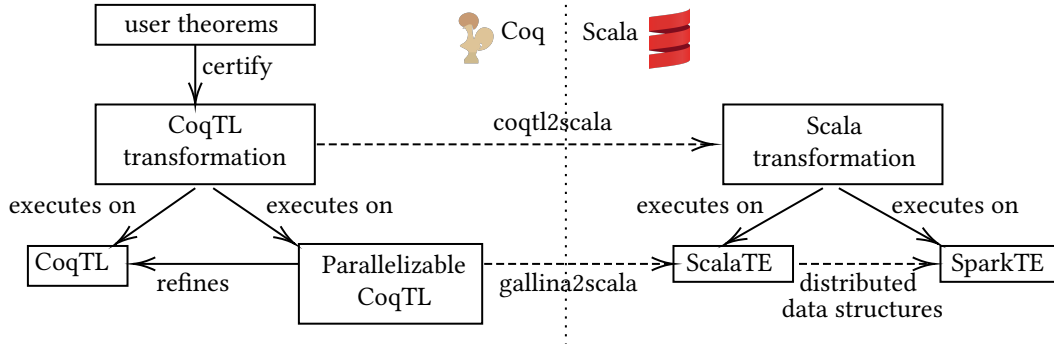 user theorems
Coq
Scala
certify
CoqTL
transformation
coqtl2scala
Scala
transformation
executes on
executes on
executes on
executes on
CoqTL
refines
Parallelizable
CoqTL
gallina2scala
ScalaTE
distributed
data structures
SparkTE